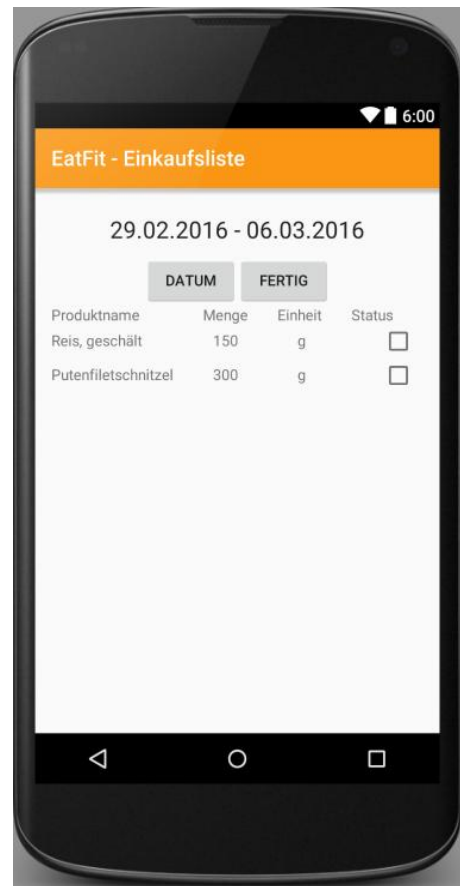 6:00
EatFit - Einkaufsliste
29.02.2016 - 06.03.2016
DATUM FERTIG
Produktname Menge Einheit Status
Reis, geschält 150 g
Putenfiletschnitzel 300 g